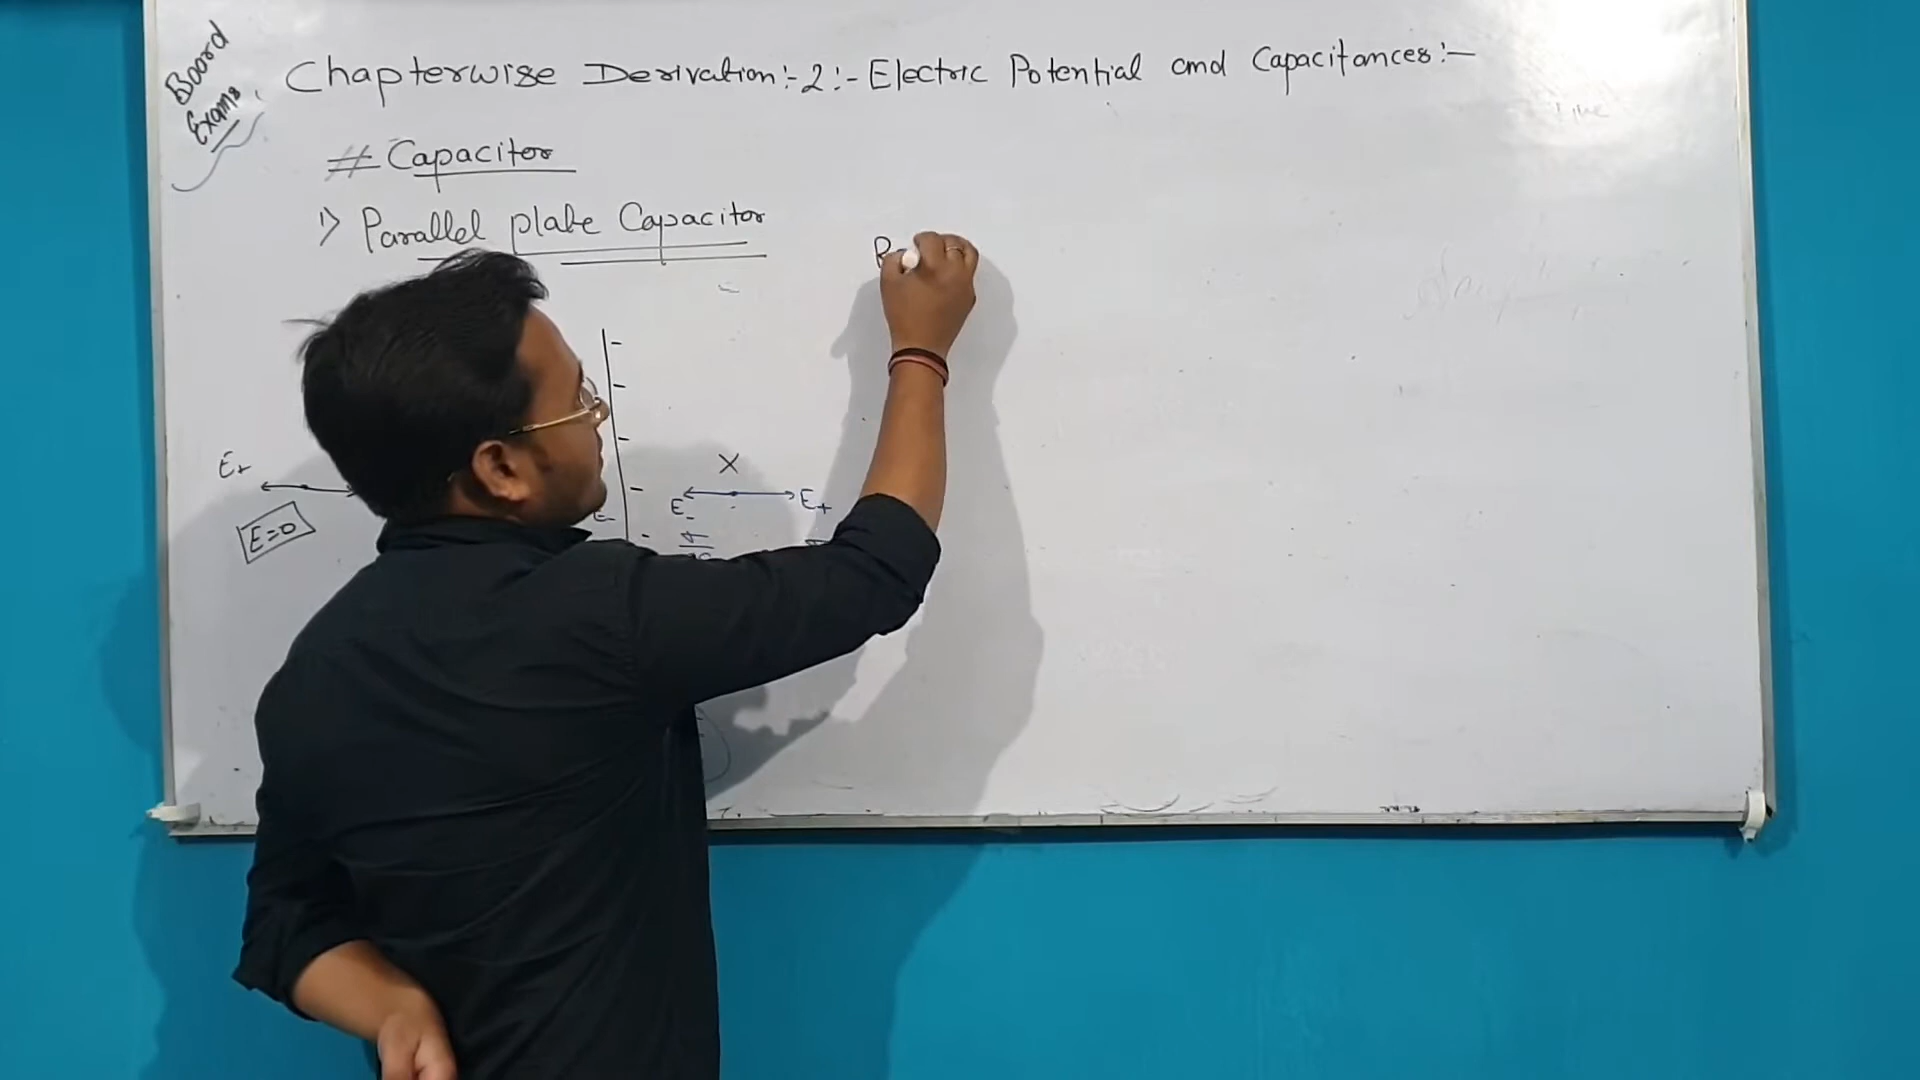 Board
Exams
Chapterwise Derivation:- 2:- Electric Potential and Capacitances:-
# Capacitor
1) Parallel plate Capacitor
E+
E=0
E-
X
E- E+
σ